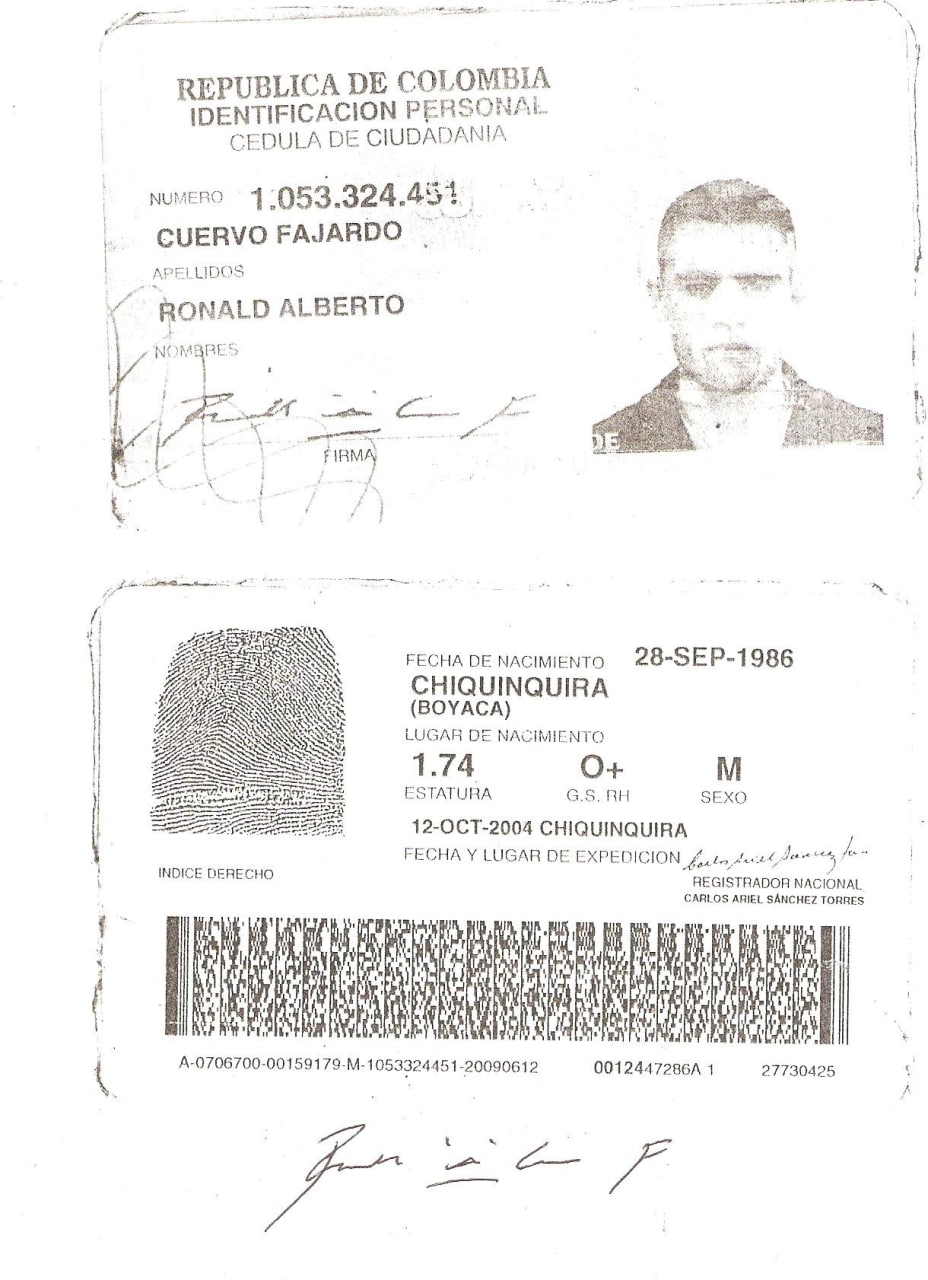 REPUBLICA DE COLOMBIA
IDENTIFICACION PERSONAL
CEDULA DE CIUDADANIA
NUMERO 1.053.324.451
CUERVO FAJARDO
APELLIDOS
RONALD ALBERTO
NOMBRES
FIRMA
DE
FECHA DE NACIMIENTO 28-SEP-1986
CHIQUINQUIRA
(BOYACA)
LUGAR DE NACIMIENTO
1.74 O+ M
ESTATURA G.S. RH SEXO
12-OCT-2004 CHIQUINQUIRA
FECHA Y LUGAR DE EXPEDICION
INDICE DERECHO
REGISTRADOR NACIONAL
CARLOS ARIEL SÁNCHEZ TORRES
A-0706700-00159179-M-1053324451-20090612 0012447286A 1 27730425